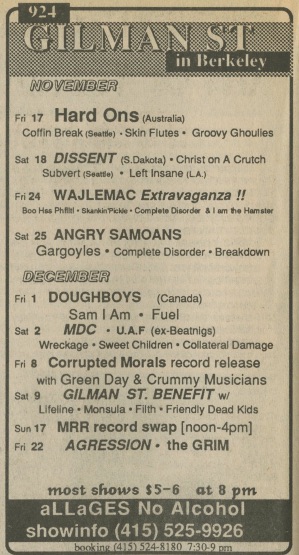 924
GILMAN ST
in Berkeley
NOVEMBER
Fri 17 Hard Ons (Australia)
Coffin Break (Seattle) • Skin Flutes • Groovy Ghoulies
Sat 18 DISSENT (S.Dakota) • Christ on A Crutch
Subvert (Seattle) • Left Insane (L.A.)
Fri 24 WAJLEMAC Extravaganza !!
Boo Hss Phfftt! • Skankin'Pickle • Complete Disorder & I am the Hamster
Sat 25 ANGRY SAMOANS
Gargoyles • Complete Disorder • Breakdown
DECEMBER
Fri 1 DOUGHBOYS (Canada)
Sam I Am • Fuel
Sat 2 MDC • U.A.F (ex-Beatnigs)
Wreckage • Sweet Children • Collateral Damage
Fri 8 Corrupted Morals record release
with Green Day & Crummy Musicians
Sat 9 GILMAN ST. BENEFIT w/
Lifeline • Monsula • Filth • Friendly Dead Kids
Sun 17 MRR record swap [noon-4pm]
Fri 22 AGRESSION • the GRIM
most shows $5-6 at 8 pm
aLLaGES No Alcohol
showinfo (415) 525-9926
booking (415) 524-8180 7:30-9 pm